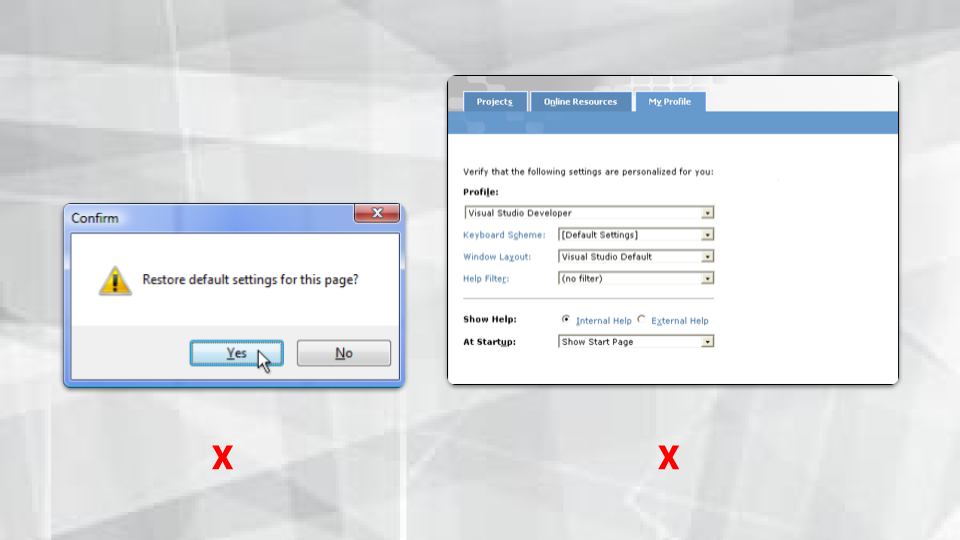 Confirm
Restore default settings for this page?
Yes No
X
Projects Online Resources My Profile
Verify that the following settings are personalized for you:
Profile:
Visual Studio Developer
Keyboard Scheme: [Default Settings]
Window Layout: Visual Studio Default
Help Filter: (no filter)
Show Help: Internal Help External Help
At Startup: Show Start Page
X